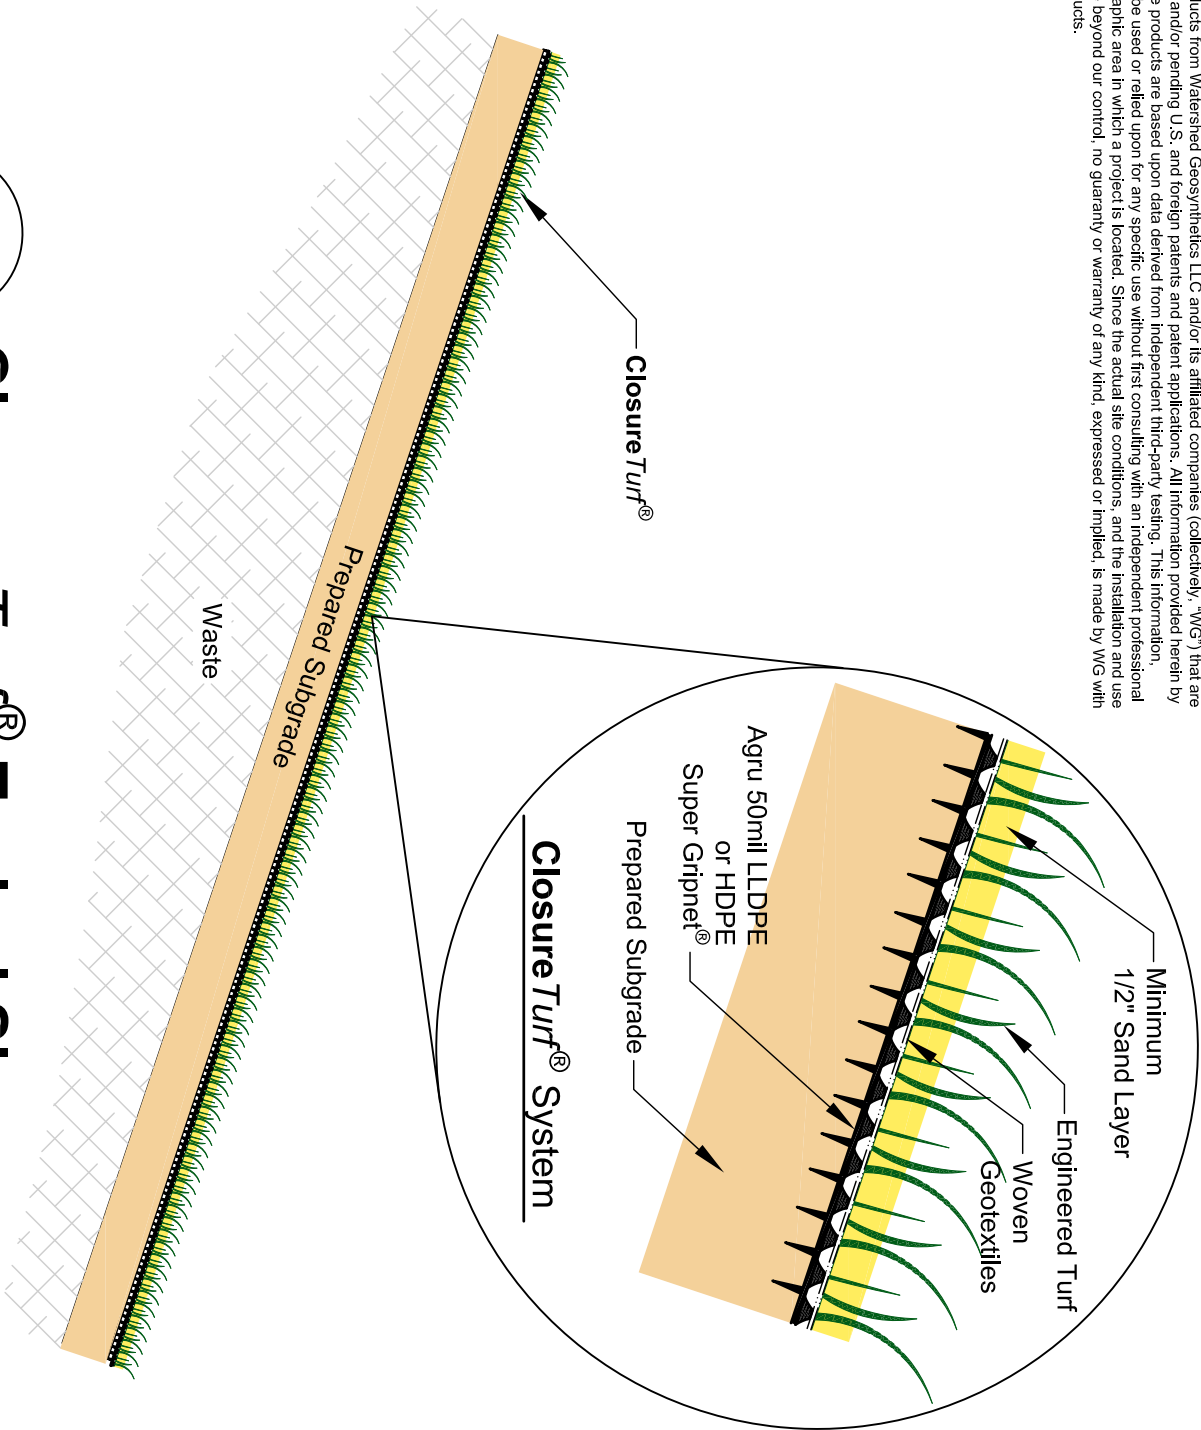 ducts from Watershed Geosynthetics LLC and/or its affiliated companies (collectively, "WG") that are
and/or pending U.S. and foreign patents and patent applications. All information provided herein by
e products are based upon data derived from independent third-party testing. This information,
be used or relied upon for any specific use without first consulting with an independent professional
aphic area in which a project is located. Since the actual site conditions, and the installation and use
beyond our control, no guaranty or warranty of any kind, expressed or implied, is made by WG with
ucts.
Minimum
1/2" Sand Layer
Engineered Turf
Woven
Geotextiles
Agru 50mil LLDPE
or HDPE
Super Gripnet®
Prepared Subgrade
ClosureTurf® System
ClosureTurf®
Prepared Subgrade
Waste